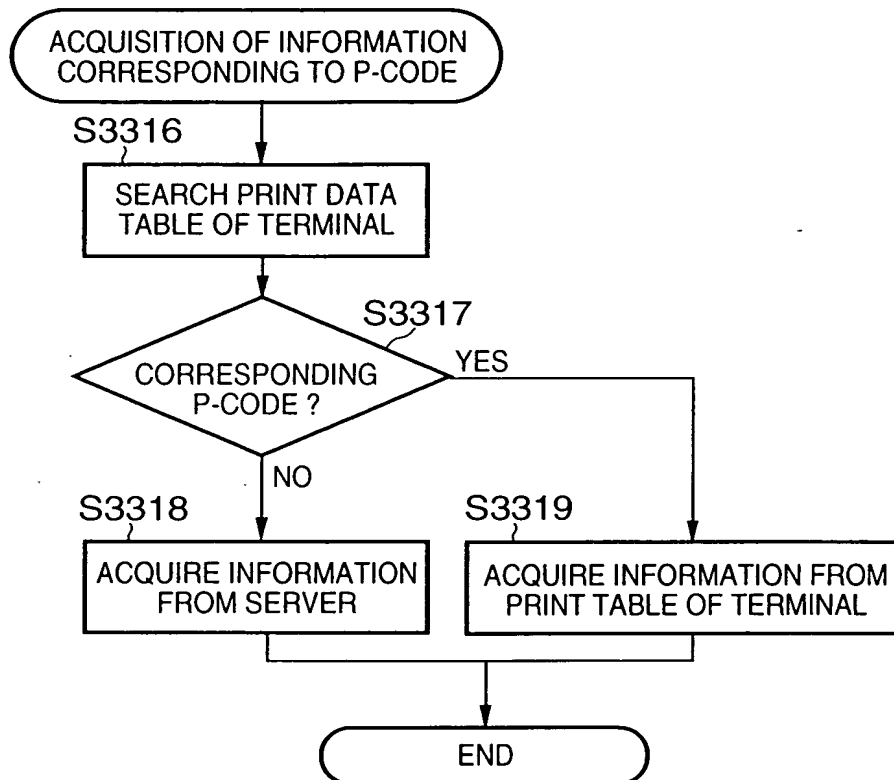 ACQUISITION OF INFORMATION
CORRESPONDING TO P-CODE
S3316
SEARCH PRINT DATA
TABLE OF TERMINAL
S3317
CORRESPONDING
P-CODE ?
YES
NO
S3318
ACQUIRE INFORMATION
FROM SERVER
S3319
ACQUIRE INFORMATION FROM
PRINT TABLE OF TERMINAL
END